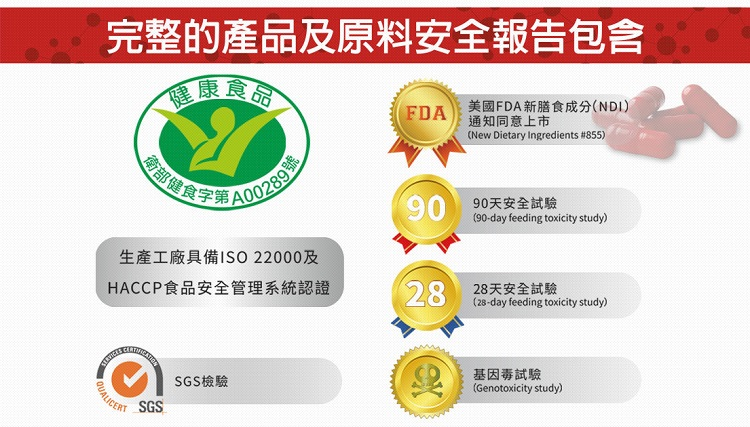 完整的產品及原料安全報告包含
健康食品
衛部健食字第A00289號
生產工廠具備ISO 22000及
HACCP食品安全管理系統認證
SERVICES CERTIFICATION
QUALICERT
SGS
SGS檢驗
FDA
美國FDA新膳食成分(NDI)
通知同意上市
(New Dietary Ingredients #855)
90
90天安全試驗
(90-day feeding toxicity study)
28
28天安全試驗
(28-day feeding toxicity study)
基因毒試驗
(Genotoxicity study)